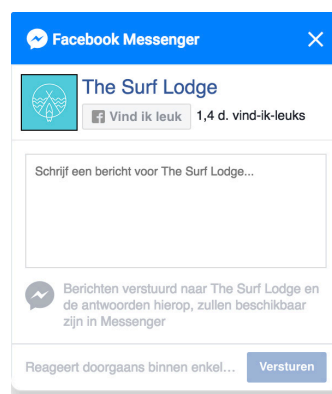 Facebook Messenger
The Surf Lodge
Vind ik leuk 1,4 d. vind-ik-leuks
Schrijf een bericht voor The Surf Lodge...
Berichten verstuurd naar The Surf Lodge en
de antwoorden hierop, zullen beschikbaar
zijn in Messenger
Reageert doorgaans binnen enkel... Versturen